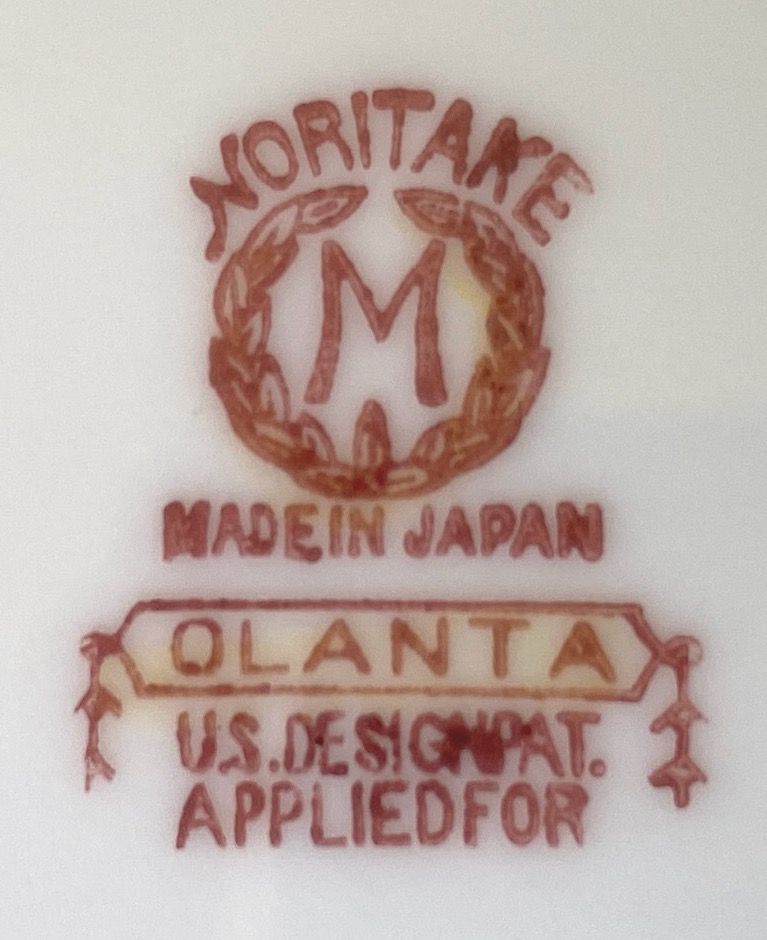 NORITAKE
M
MADE IN JAPAN
OLANTA
U.S. DESIGN PAT.
APPLIED FOR